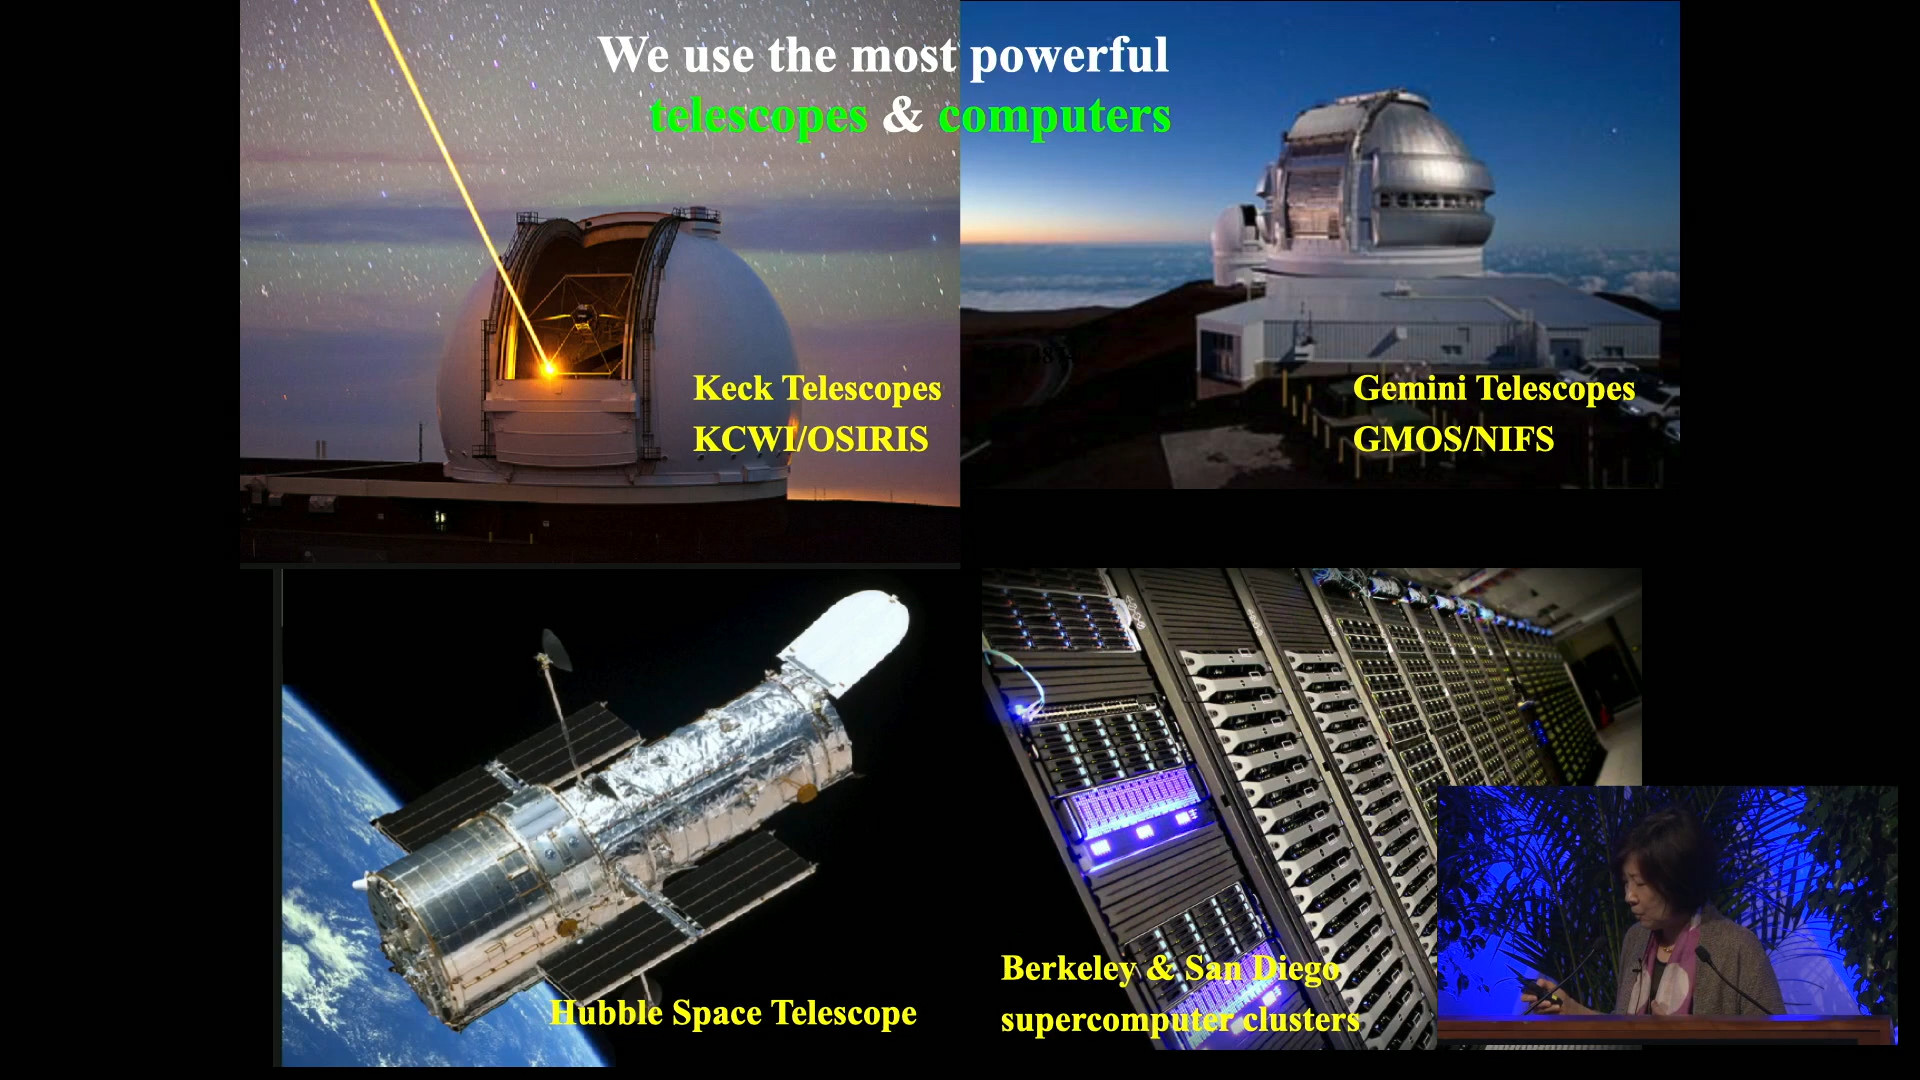 We use the most powerful
telescopes & computers
Keck Telescopes
KCWI/OSIRIS
Gemini Telescopes
GMOS/NIFS
Hubble Space Telescope
Berkeley & San Diego
supercomputer clusters